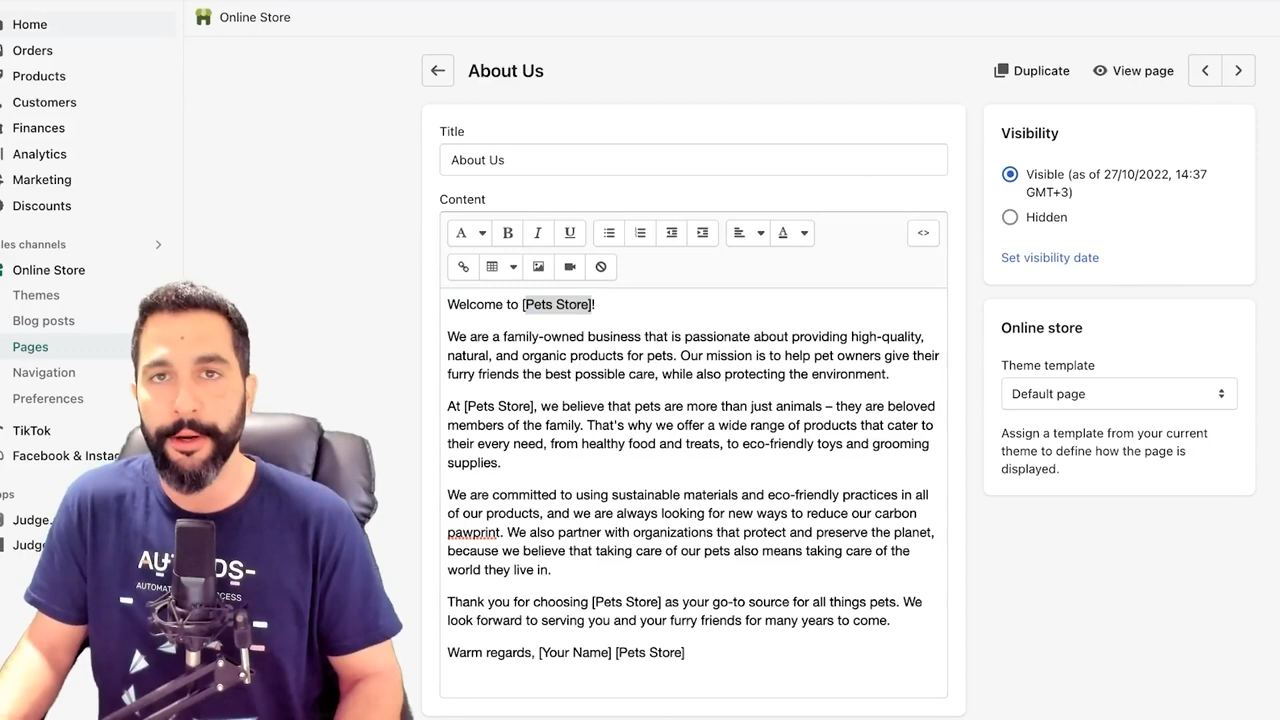 Home
Online Store
Orders
Products
Customers
Finances
Analytics
Marketing
Discounts
les channels
Online Store
Themes
Blog posts
Pages
Navigation
Preferences
TikTok
Facebook & Instag
ps
Judge.
Judge
About Us
Duplicate
View page
Title
About Us
Content
A B I U A <>
Welcome to [Pets Store]!
We are a family-owned business that is passionate about providing high-quality,
natural, and organic products for pets. Our mission is to help pet owners give their
furry friends the best possible care, while also protecting the environment.
At [Pets Store], we believe that pets are more than just animals – they are beloved
members of the family. That's why we offer a wide range of products that cater to
their every need, from healthy food and treats, to eco-friendly toys and grooming
supplies.
We are committed to using sustainable materials and eco-friendly practices in all
of our products, and we are always looking for new ways to reduce our carbon
pawprint. We also partner with organizations that protect and preserve the planet,
because we believe that taking care of our pets also means taking care of the
world they live in.
Thank you for choosing [Pets Store] as your go-to source for all things pets. We
look forward to serving you and your furry friends for many years to come.
Warm regards, [Your Name] [Pets Store]
Visibility
Visible (as of 27/10/2022, 14:37
GMT+3)
Hidden
Set visibility date
Online store
Theme template
Default page
Assign a template from your current
theme to define how the page is
displayed.